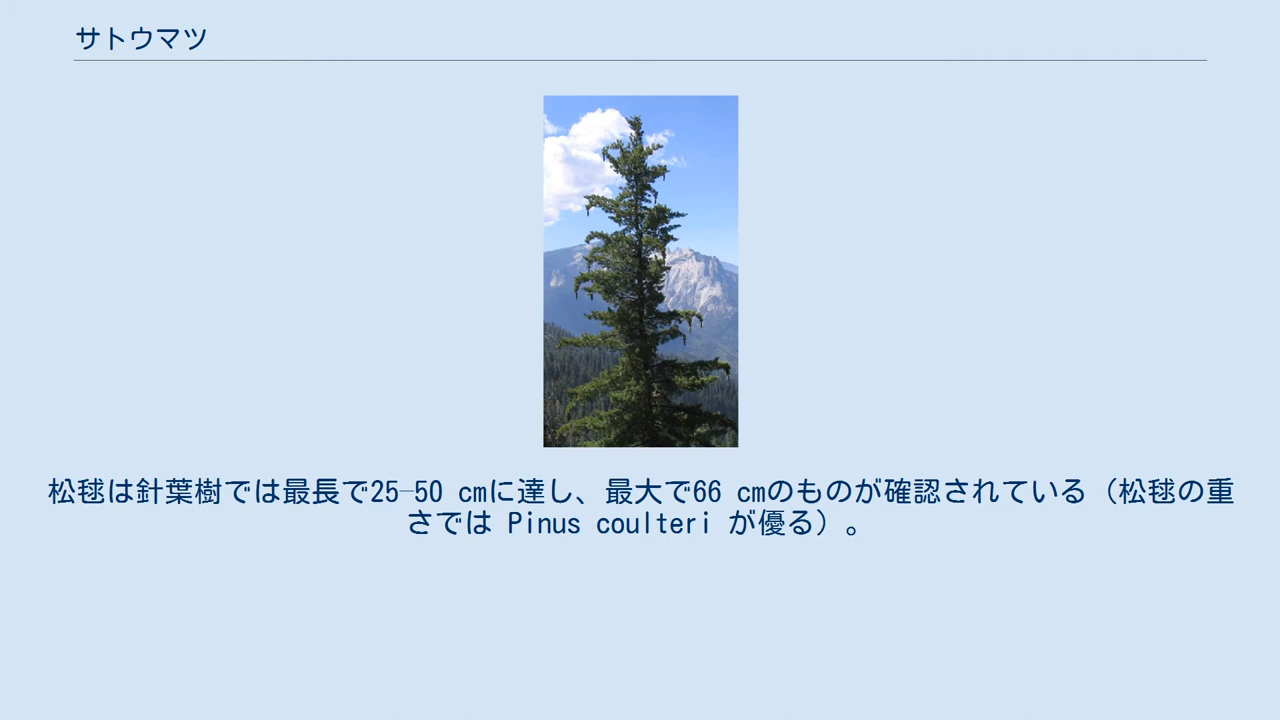 サトウマツ
松毬は針葉樹では最長で25–50 cmに達し、最大で66 cmのものが確認されている（松毬の重
さでは Pinus coulteri が優る）。